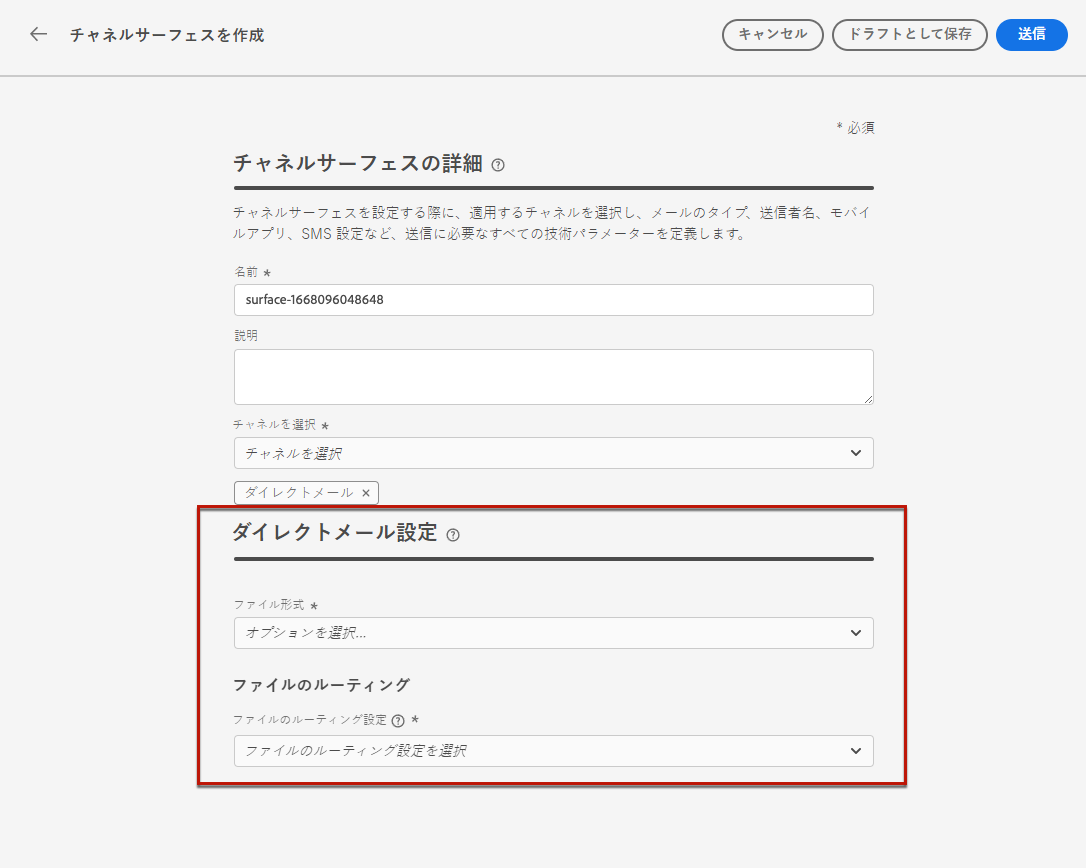 チャネルサーフェスを作成
キャンセル
ドラフトとして保存
送信
* 必須
チャネルサーフェスの詳細
チャネルサーフェスを設定する際に、適用するチャネルを選択し、メールのタイプ、送信者名、モバイ
ルアプリ、SMS 設定など、送信に必要なすべての技術パラメーターを定義します。
名前 *
surface-1668096048648
説明
チャネルを選択 *
チャネルを選択
ダイレクトメール ×
ダイレクトメール設定
ファイル形式 *
オプションを選択...
ファイルのルーティング
ファイルのルーティング設定 *
ファイルのルーティング設定を選択